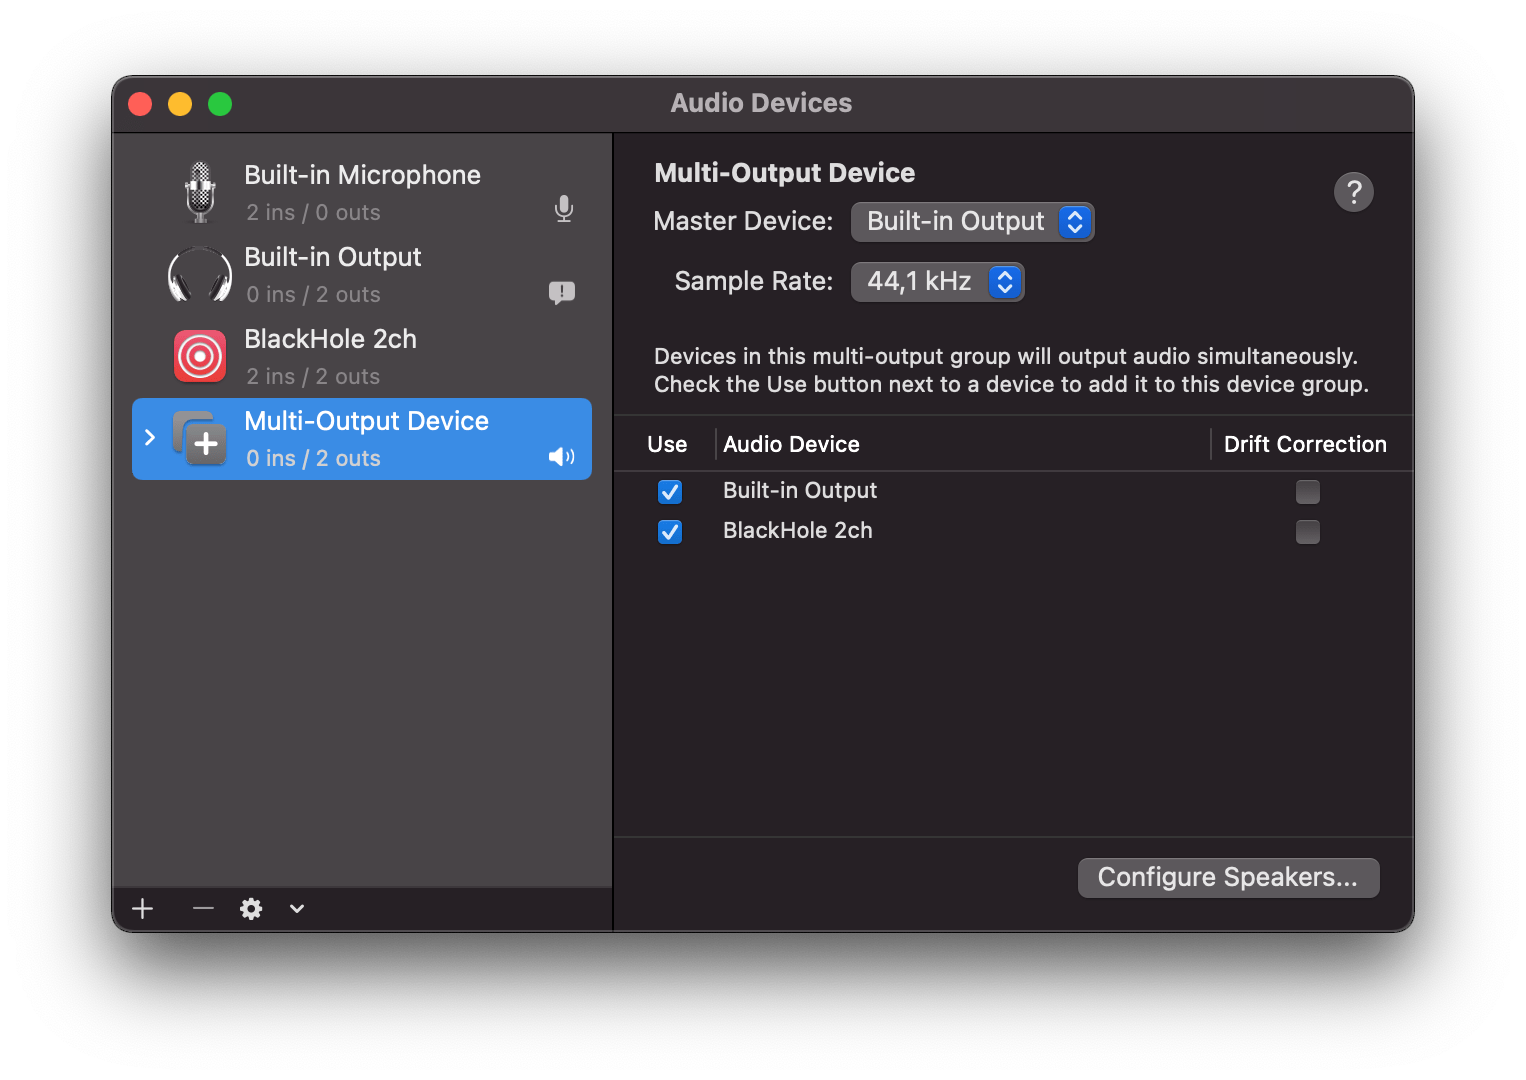 Audio Devices
Built-in Microphone
2 ins / 0 outs
Built-in Output
0 ins / 2 outs
BlackHole 2ch
2 ins / 2 outs
Multi-Output Device
0 ins / 2 outs
Multi-Output Device
?
Master Device: Built-in Output
Sample Rate: 44,1 kHz
Devices in this multi-output group will output audio simultaneously.
Check the Use button next to a device to add it to this device group.
Use Audio Device Drift Correction
Built-in Output
BlackHole 2ch
Configure Speakers...